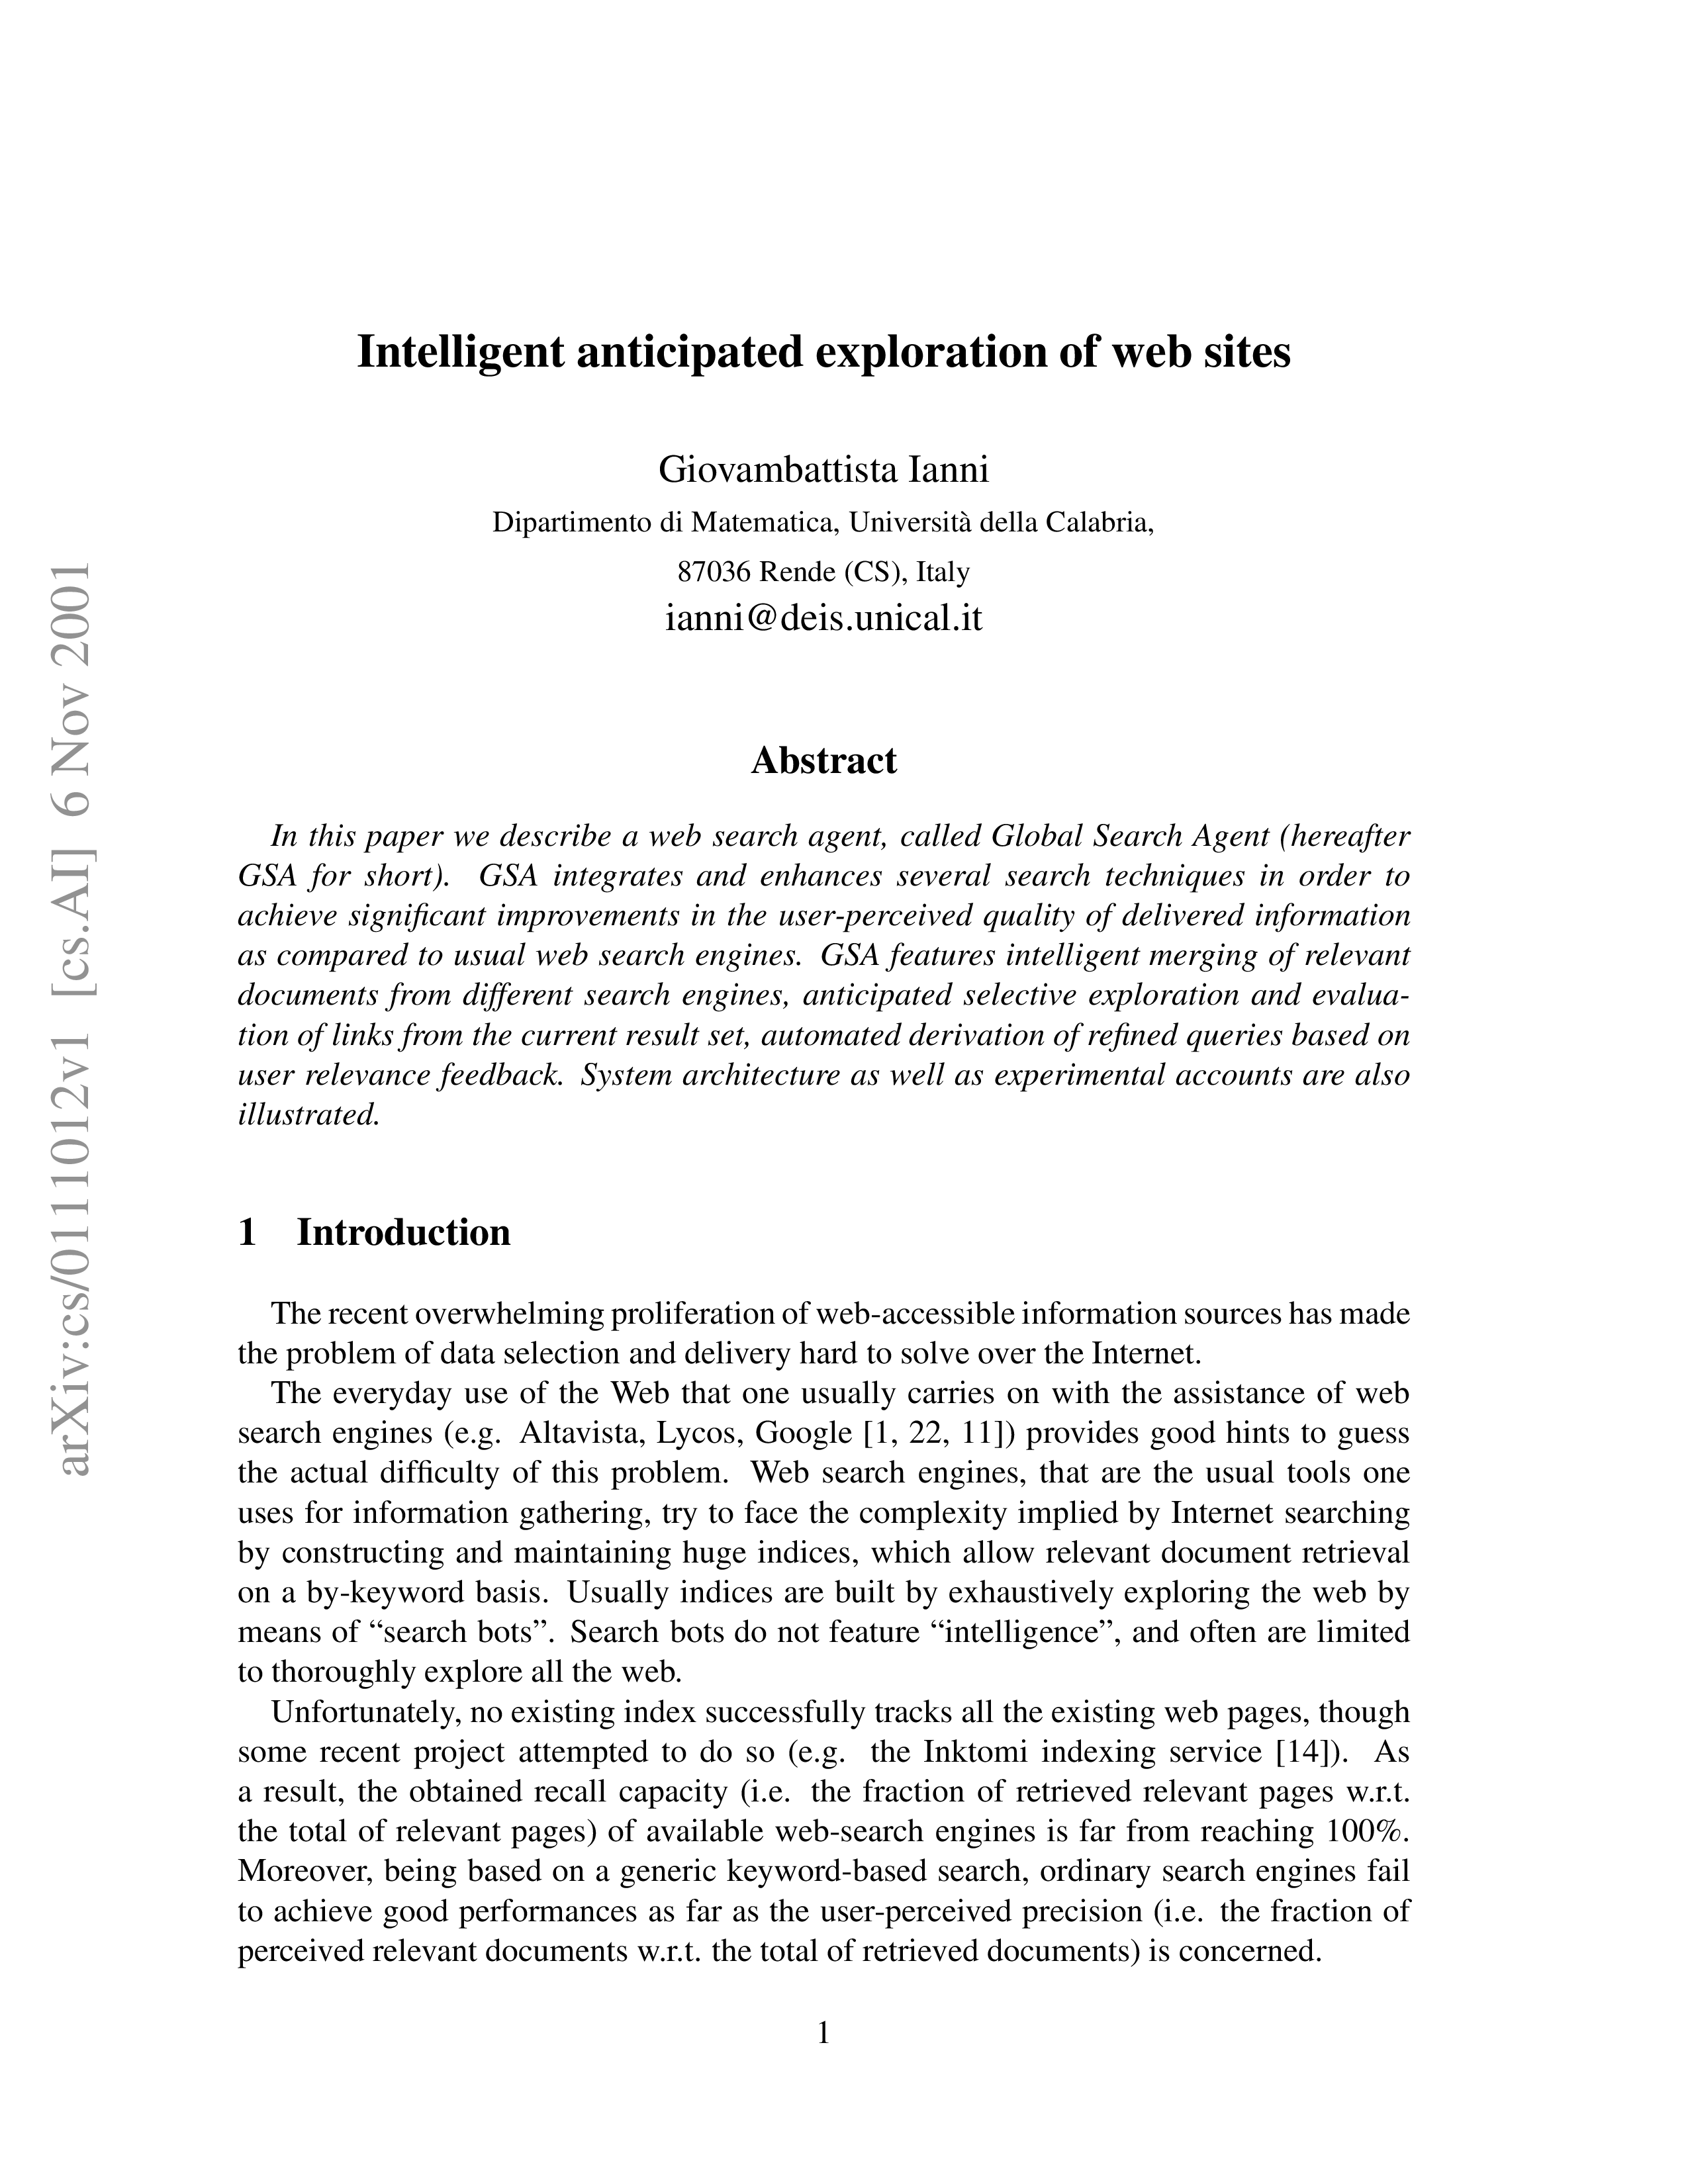 Intelligent anticipated exploration of web sites
Giovambattista Ianni
Dipartimento di Matematica, Università della Calabria,
87036 Rende (CS), Italy
ianni@deis.unical.it
arXiv:cs/0111012v1 [cs.AI] 6 Nov 2001
Abstract
In this paper we describe a web search agent, called Global Search Agent (hereafter
GSA for short). GSA integrates and enhances several search techniques in order to
achieve significant improvements in the user-perceived quality of delivered information
as compared to usual web search engines. GSA features intelligent merging of relevant
documents from different search engines, anticipated selective exploration and evalua-
tion of links from the current result set, automated derivation of refined queries based on
user relevance feedback. System architecture as well as experimental accounts are also
illustrated.
1 Introduction
The recent overwhelming proliferation of web-accessible information sources has made
the problem of data selection and delivery hard to solve over the Internet.
The everyday use of the Web that one usually carries on with the assistance of web
search engines (e.g. Altavista, Lycos, Google [1, 22, 11]) provides good hints to guess
the actual difficulty of this problem. Web search engines, that are the usual tools one
uses for information gathering, try to face the complexity implied by Internet searching
by constructing and maintaining huge indices, which allow relevant document retrieval
on a by-keyword basis. Usually indices are built by exhaustively exploring the web by
means of “search bots”. Search bots do not feature “intelligence”, and often are limited
to thoroughly explore all the web.
Unfortunately, no existing index successfully tracks all the existing web pages, though
some recent project attempted to do so (e.g. the Inktomi indexing service [14]). As
a result, the obtained recall capacity (i.e. the fraction of retrieved relevant pages w.r.t.
the total of relevant pages) of available web-search engines is far from reaching 100%.
Moreover, being based on a generic keyword-based search, ordinary search engines fail
to achieve good performances as far as the user-perceived precision (i.e. the fraction of
perceived relevant documents w.r.t. the total of retrieved documents) is concerned.
1